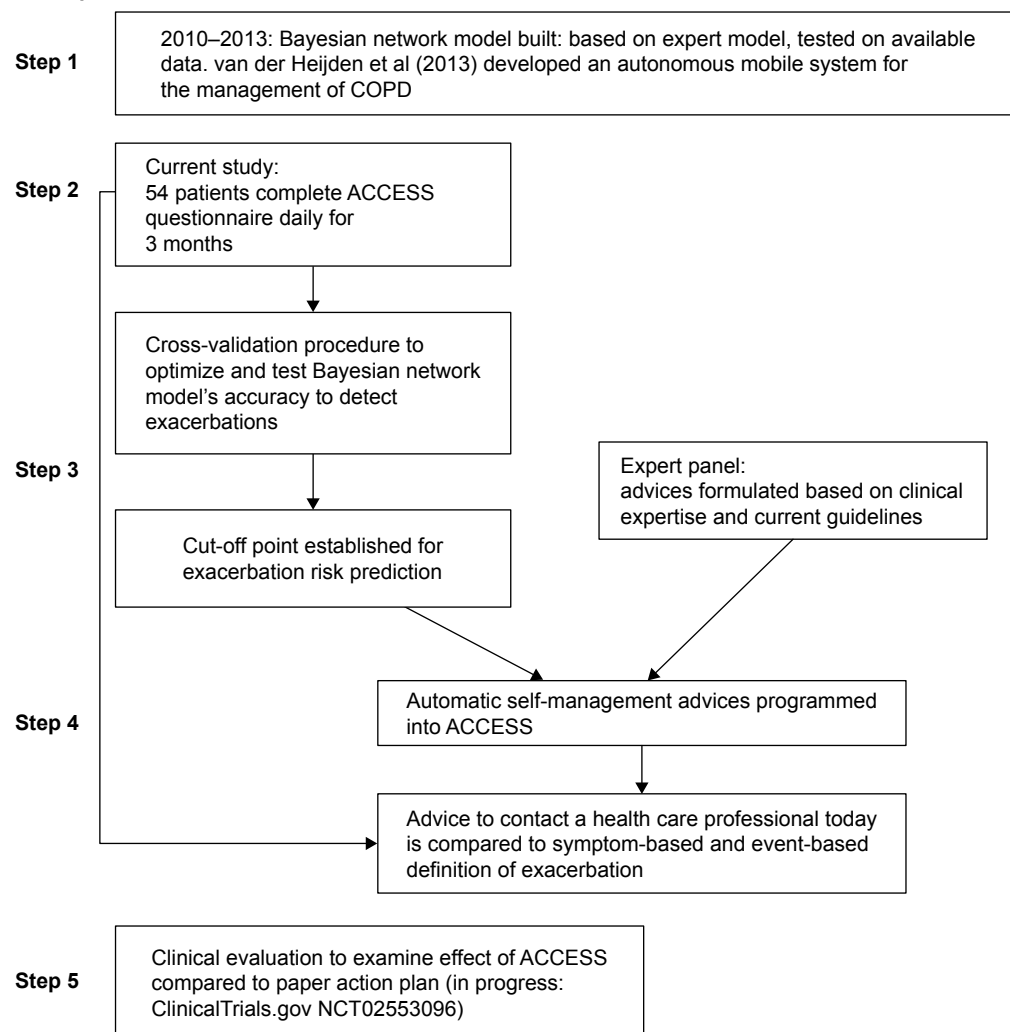 Step 1
2010–2013: Bayesian network model built: based on expert model, tested on available
data. van der Heijden et al (2013) developed an autonomous mobile system for
the management of COPD
Step 2
Current study:
54 patients complete ACCESS
questionnaire daily for
3 months
Cross-validation procedure to
optimize and test Bayesian network
model’s accuracy to detect
exacerbations
Step 3
Expert panel:
advices formulated based on clinical
expertise and current guidelines
Cut-off point established for
exacerbation risk prediction
Step 4
Automatic self-management advices programmed
into ACCESS
Advice to contact a health care professional today
is compared to symptom-based and event-based
definition of exacerbation
Step 5
Clinical evaluation to examine effect of ACCESS
compared to paper action plan (in progress:
ClinicalTrials.gov NCT02553096)